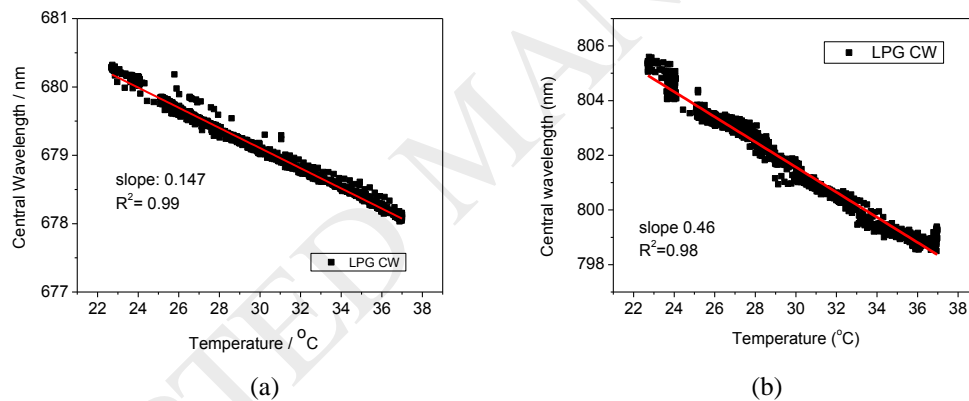 681
680
679
678
677
Central Wavelength / nm
slope: 0.147
R²= 0.99
LPG CW
22 24 26 28 30 32 34 36 38
Temperature / °C
(a)
806
804
802
800
798
Central wavelength (nm)
LPG CW
slope 0.46
R²=0.98
22 24 26 28 30 32 34 36 38
Temperature (°C)
(b)